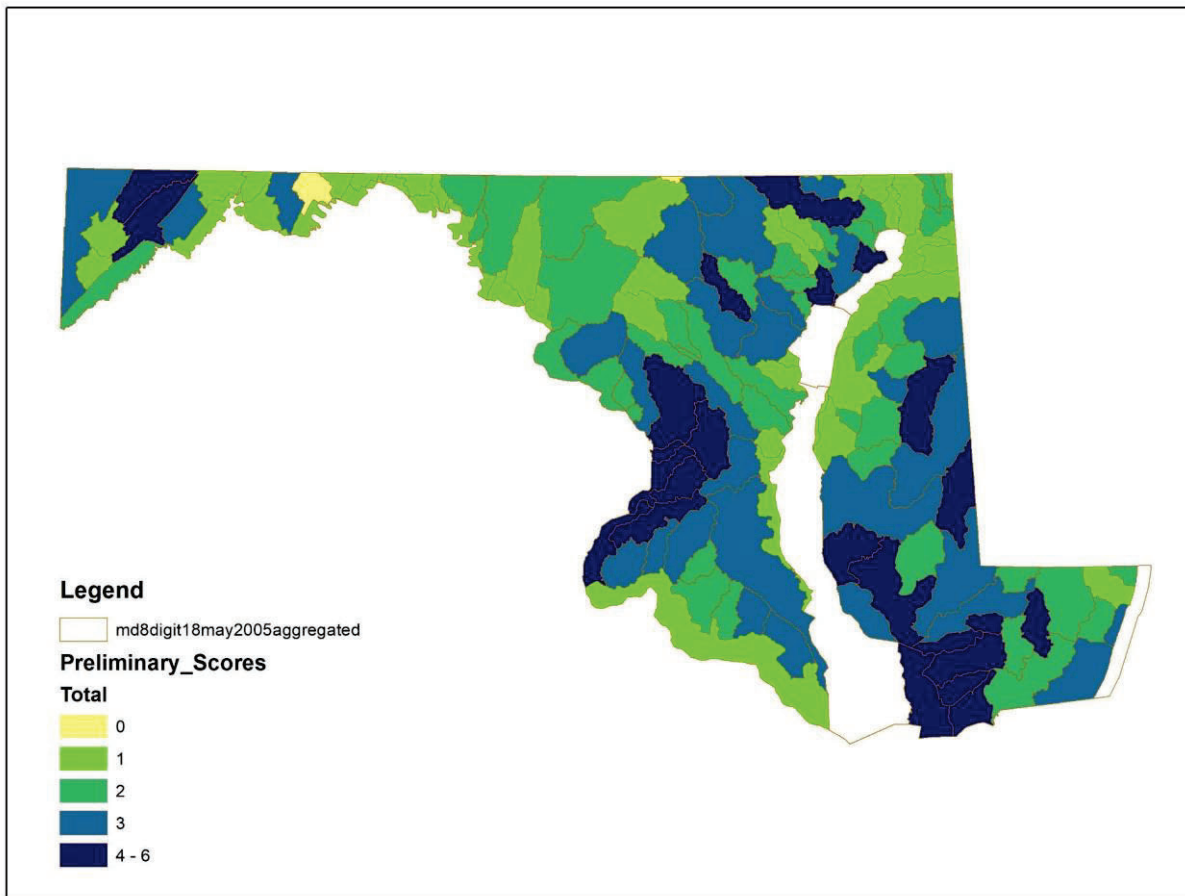 Legend
md8digit18may2005aggregated
Preliminary_Scores
Total
0
1
2
3
4 - 6